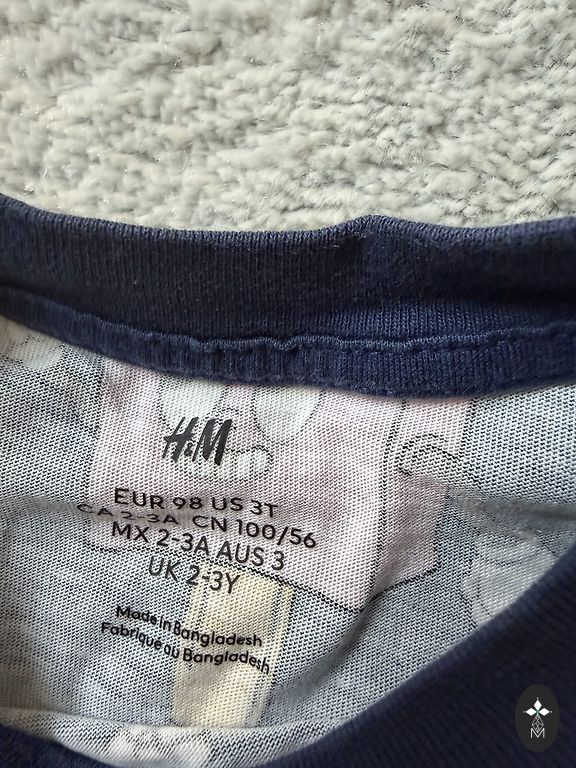 H&M
EUR 98 US 3T
CA 2-3A CN 100/56
MX 2-3A AUS 3
UK 2-3Y
Made in Bangladesh
Fabriqué au Bangladesh
M